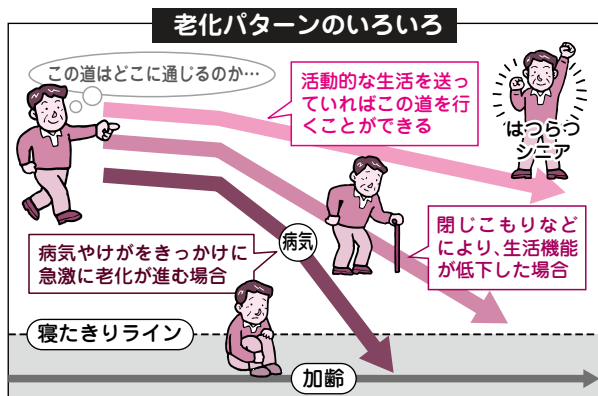 老化パターンのいろいろ
この道はどこに通じるのか…
活動的な生活を送っ
ていればこの道を行
くことができる
はつらつ
シニア
病気
病気やけがをきっかけに
急激に老化が進む場合
閉じこもりなど
により、生活機能
が低下した場合
寝たきりライン
加齢